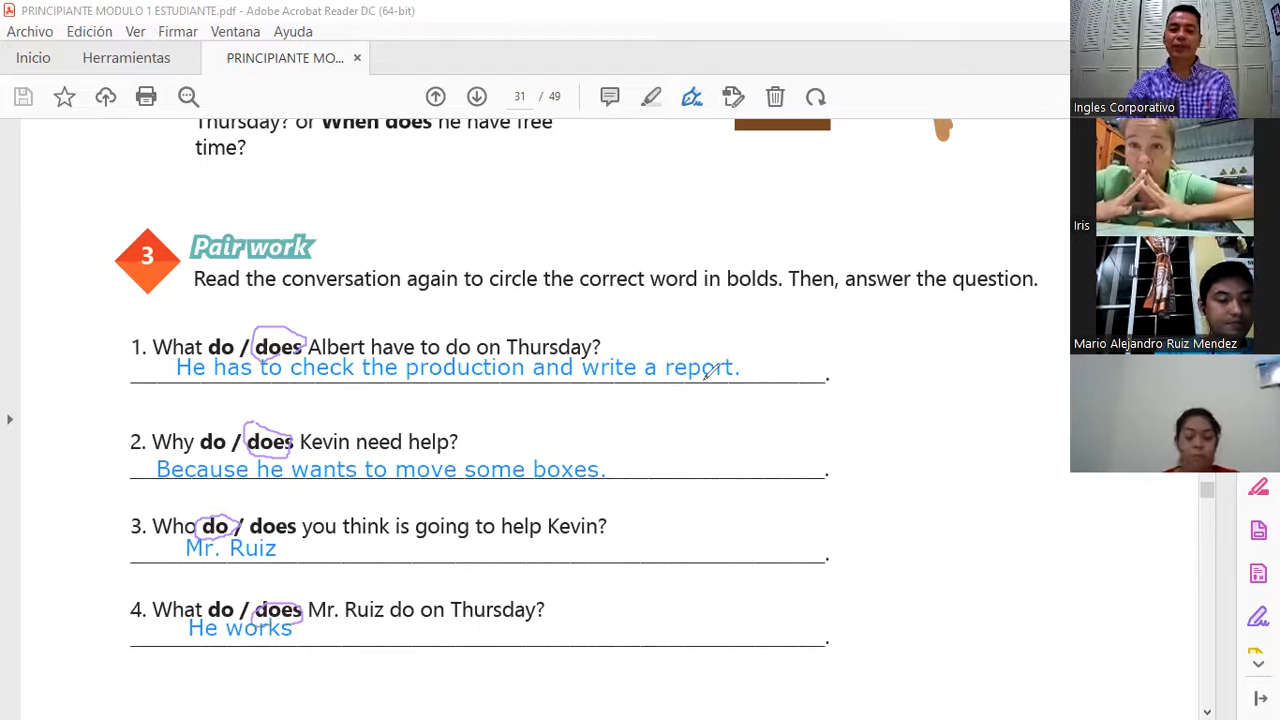 PRINCIPIANTE MODULO 1 ESTUDIANTE.pdf - Adobe Acrobat Reader DC (64-bit)
Archivo Edición Ver Firmar Ventana Ayuda
Inicio Herramientas PRINCIPIANTE MO... ×
31 / 49
Ingles Corporativo
Iris
Mario Alejandro Ruiz Mendez
Thursday? or When does he have free
time?
3 Pair work
Read the conversation again to circle the correct word in bolds. Then, answer the question.
1. What do / does Albert have to do on Thursday?
He has to check the production and write a report.
2. Why do / does Kevin need help?
Because he wants to move some boxes.
3. Who do / does you think is going to help Kevin?
Mr. Ruiz
4. What do / does Mr. Ruiz do on Thursday?
He works